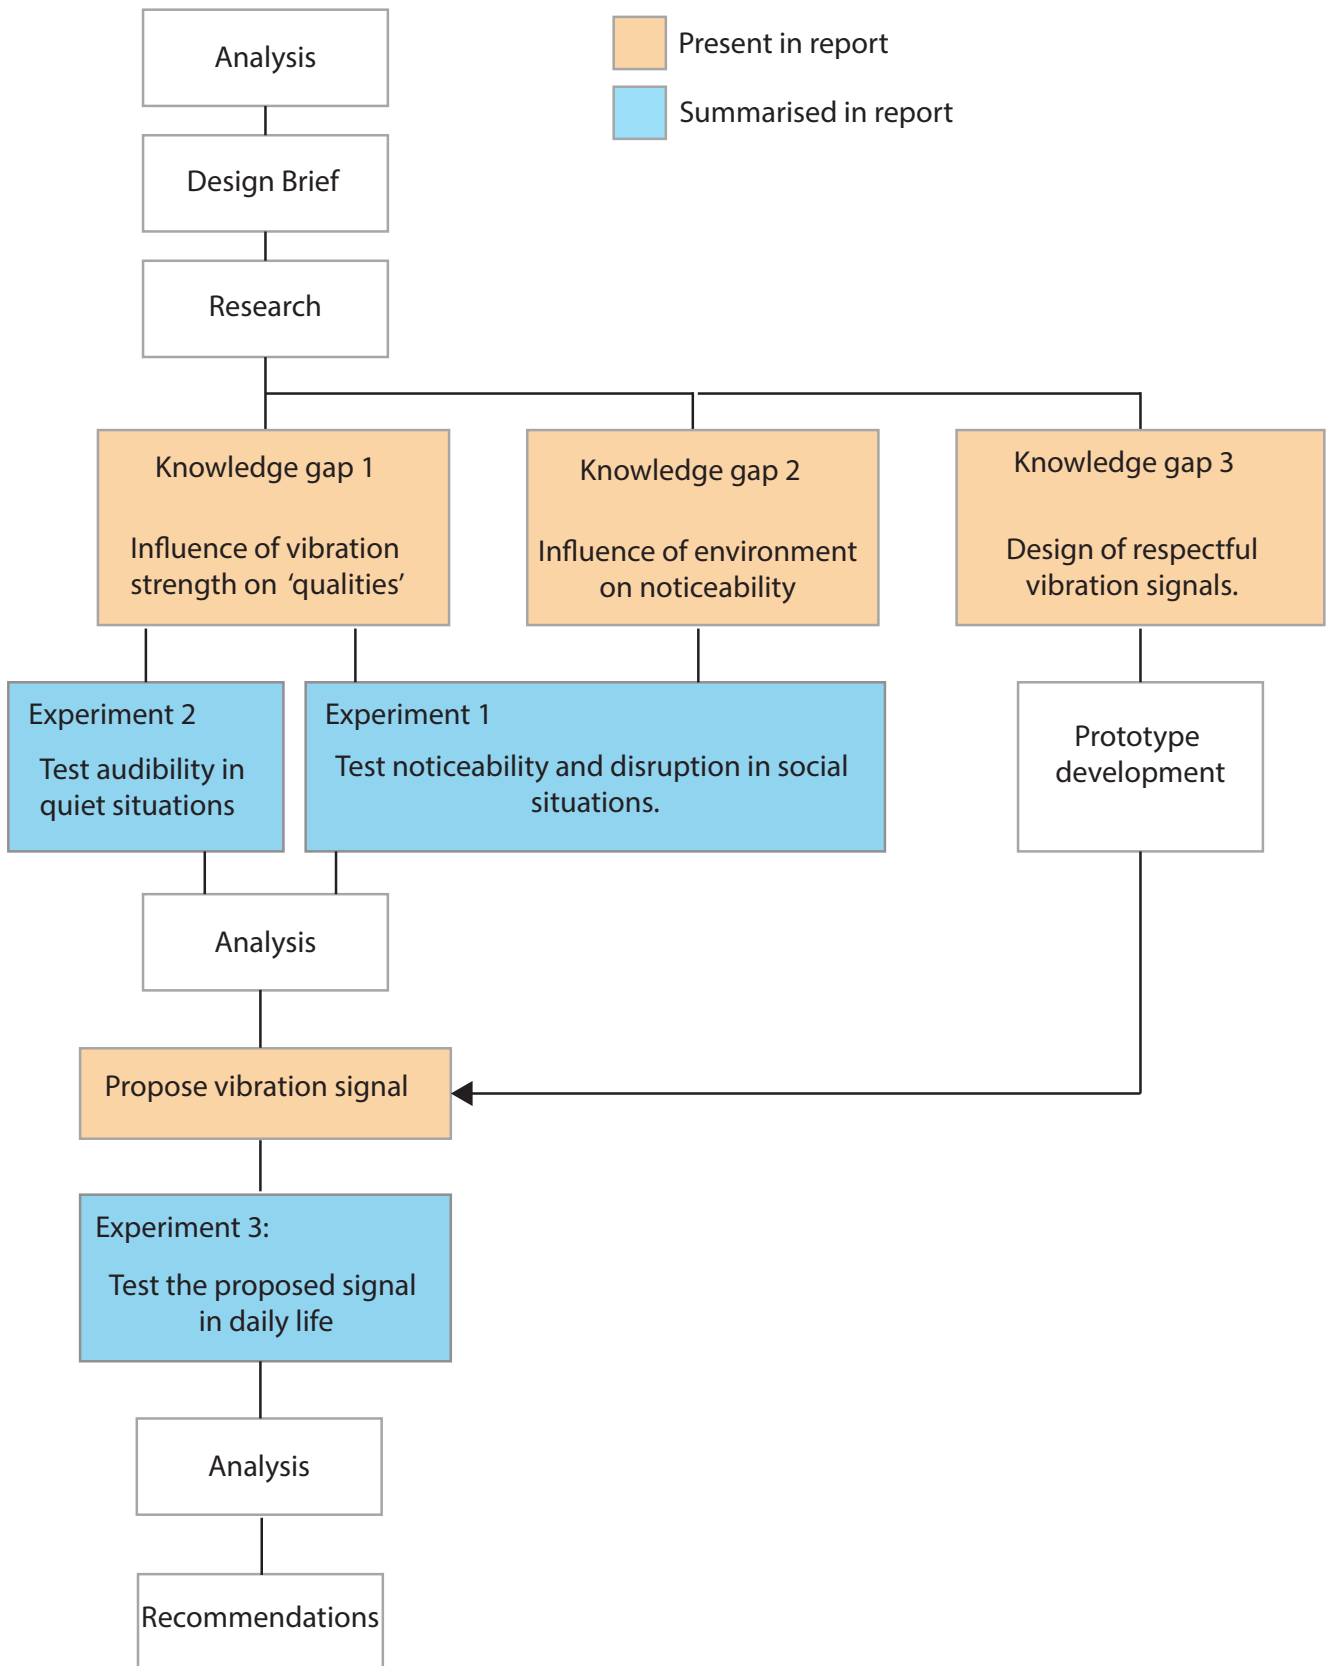 Analysis
Present in report
Summarised in report
Design Brief
Research
Knowledge gap 1
Influence of vibration
strength on 'qualities'
Knowledge gap 2
Influence of environment
on noticeability
Knowledge gap 3
Design of respectful
vibration signals.
Experiment 2
Test audibility in
quiet situations
Experiment 1
Test noticeability and disruption in social
situations.
Prototype
development
Analysis
Propose vibration signal
Experiment 3:
Test the proposed signal
in daily life
Analysis
Recommendations